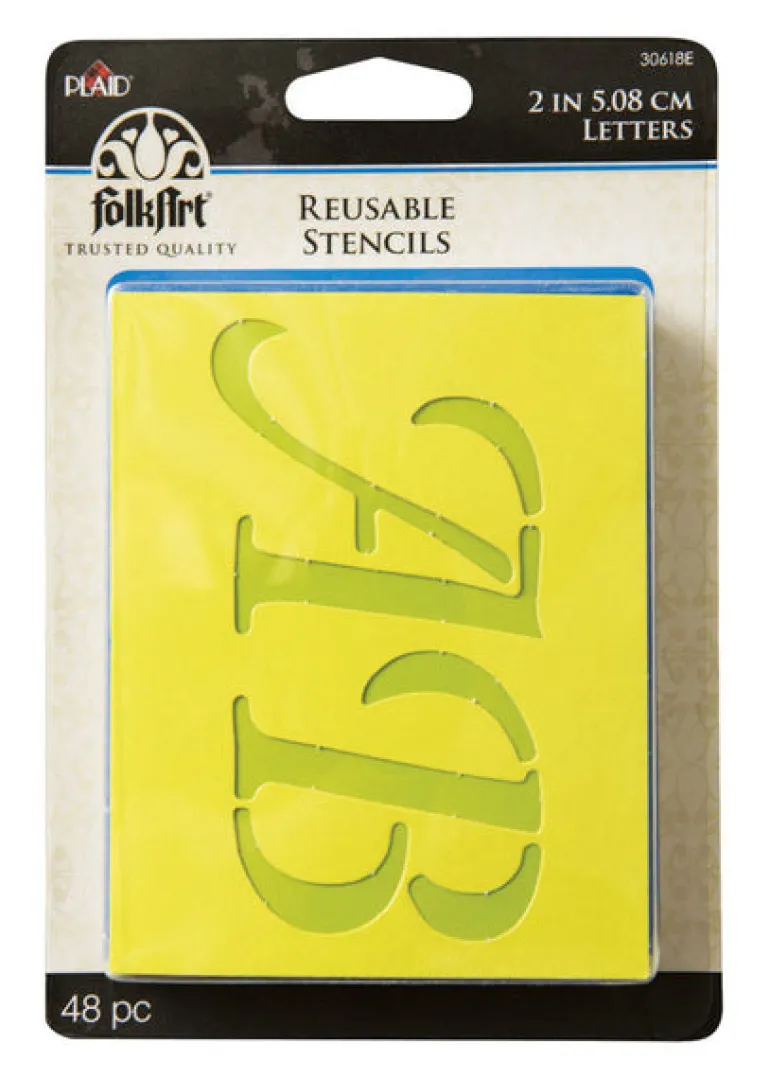 30618E
PLAID®
2 IN 5.08 CM
LETTERS
folkArt®
TRUSTED QUALITY
REUSABLE
STENCILS
A
B
48 pc